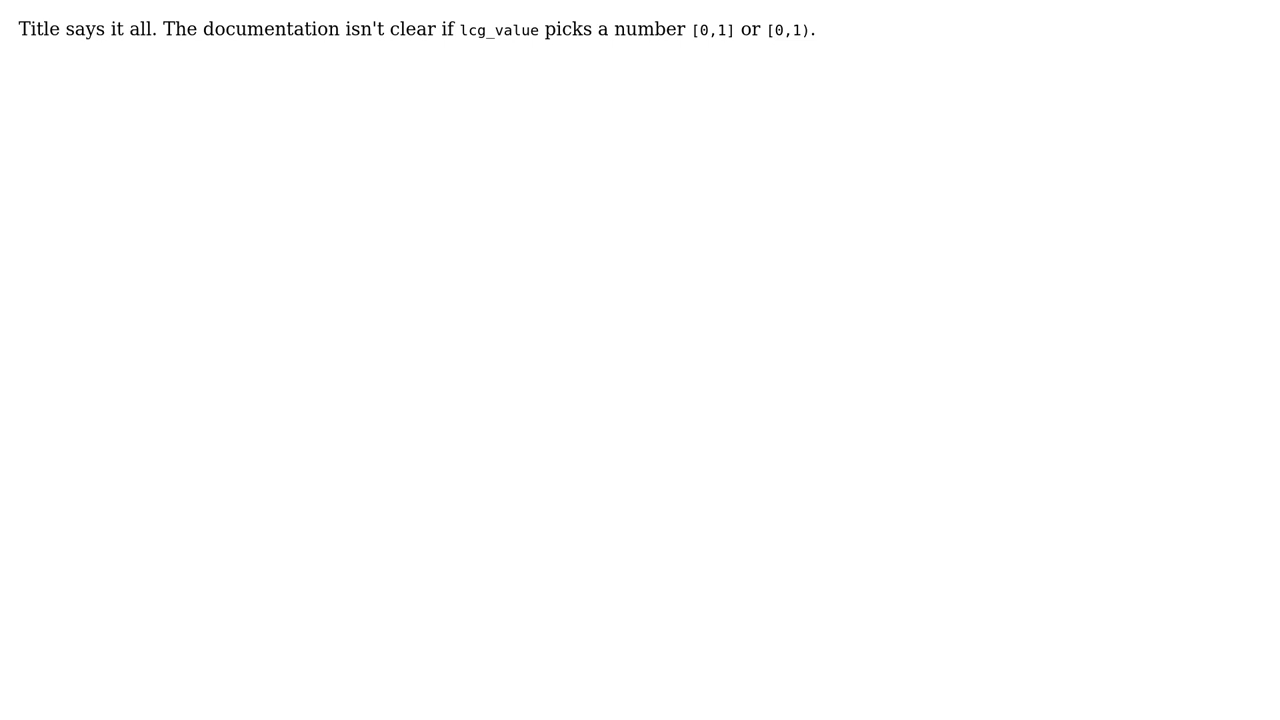 Title says it all. The documentation isn't clear if lcg_value picks a number [0,1] or [0,1).